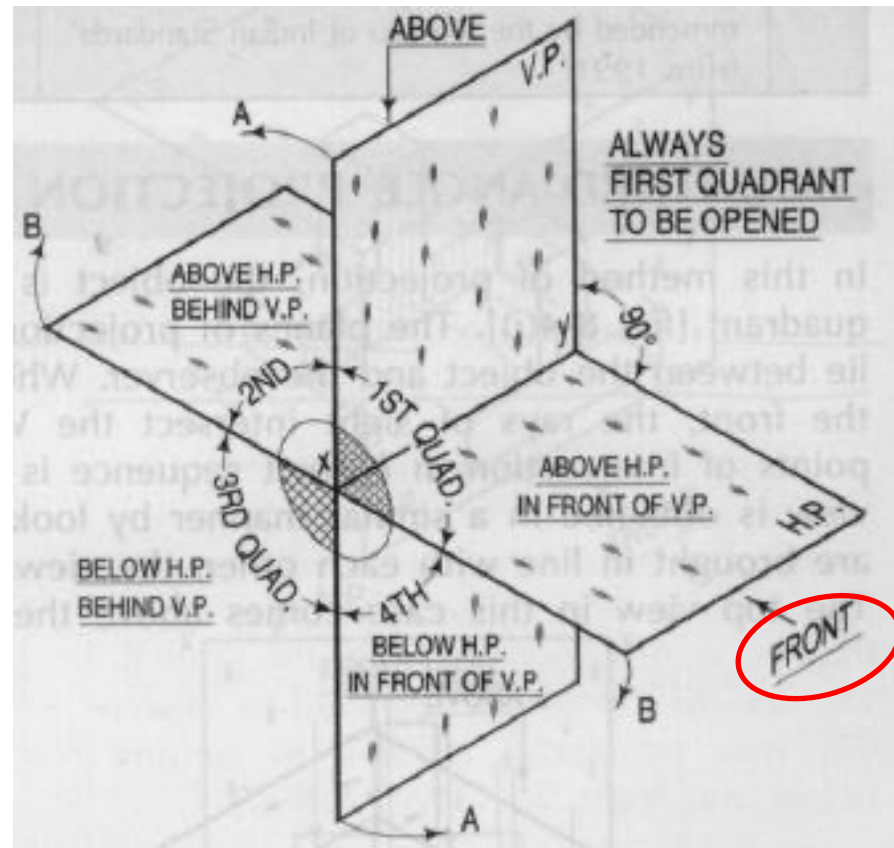 ABOVE
V.P.
A
ALWAYS
FIRST QUADRANT
TO BE OPENED
B
ABOVE H.P.
BEHIND V.P.
90°
y
2ND
1ST QUAD.
X
3RD QUAD.
ABOVE H.P.
IN FRONT OF V.P.
H.P.
BELOW H.P.
BEHIND V.P.
4TH
BELOW H.P.
IN FRONT OF V.P.
FRONT
B
A